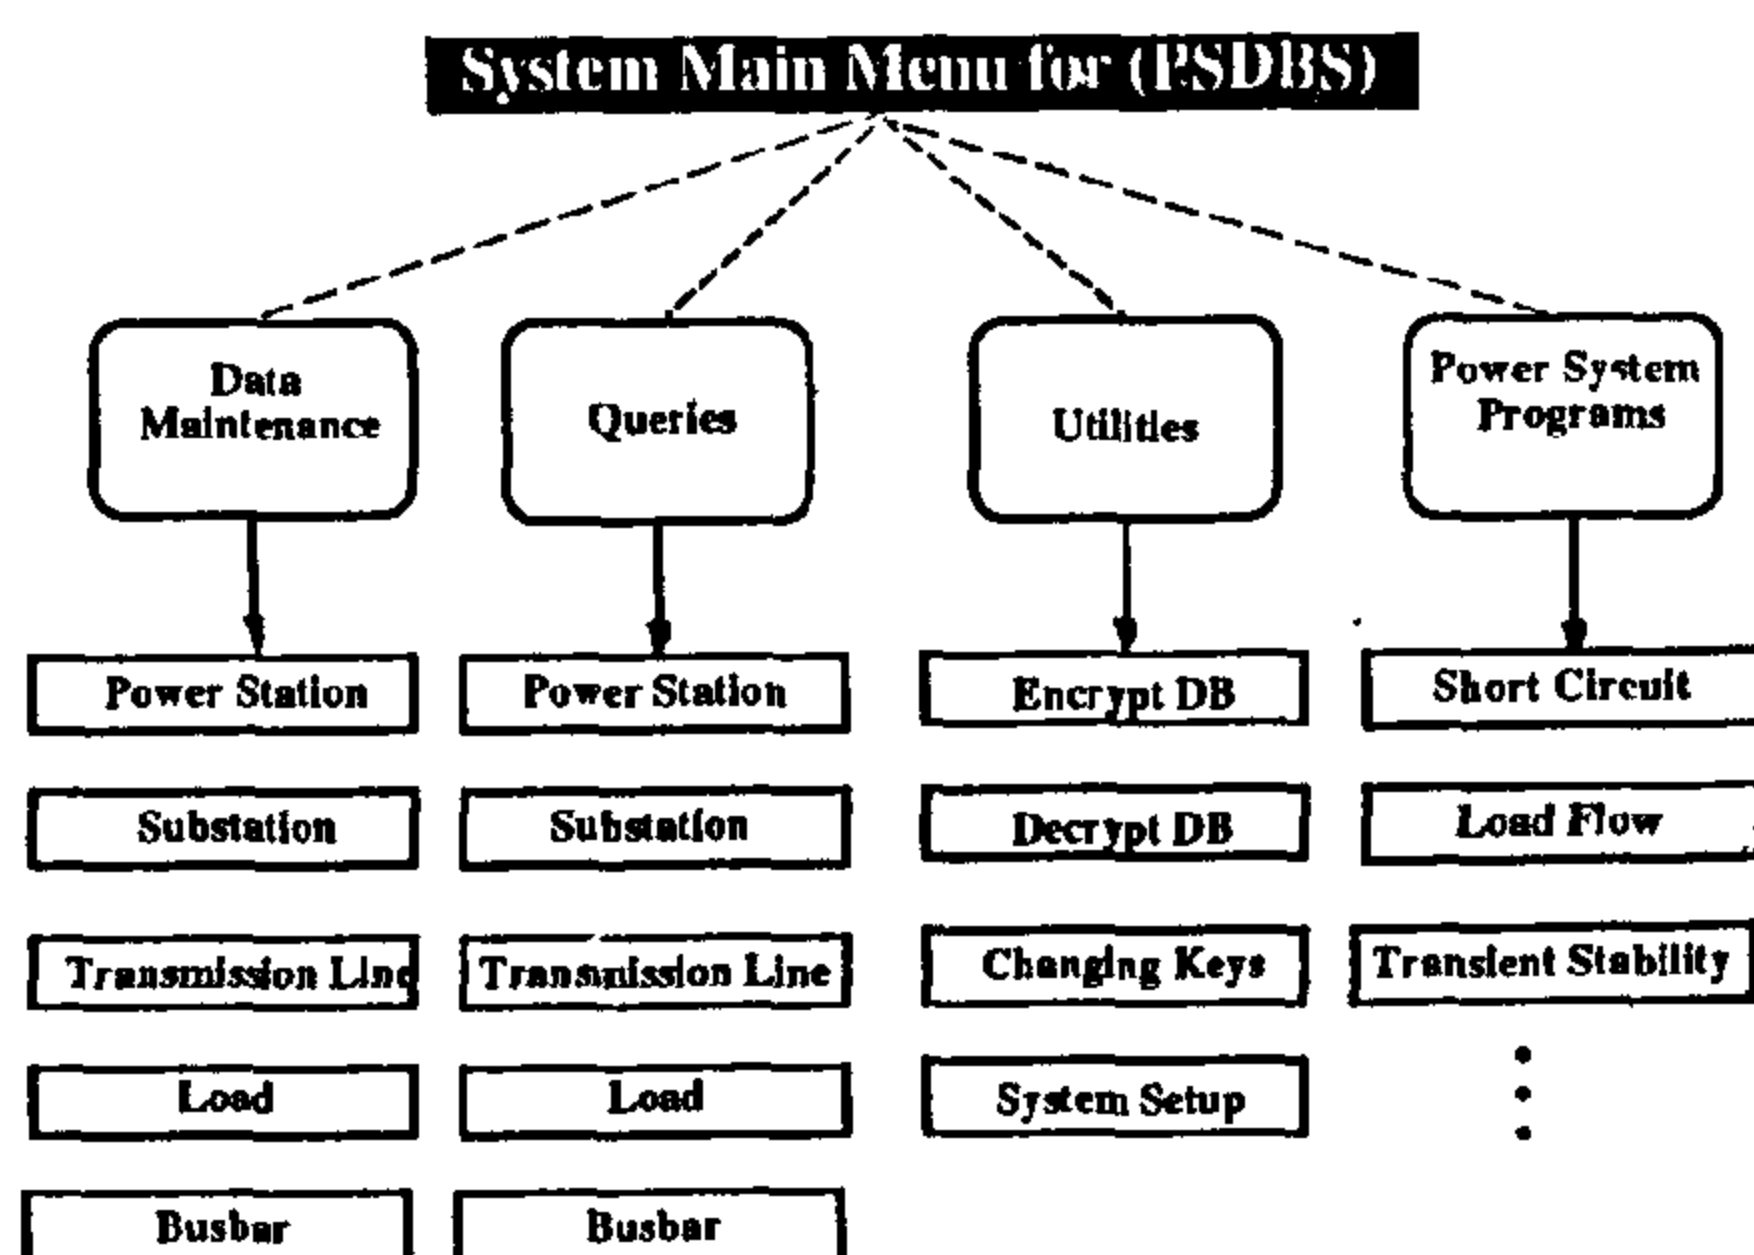 System Main Menu for (PSDBS)
Data
Maintenance
Queries
Utilities
Power System
Programs
Power Station
Substation
Transmission Line
Load
Busbar
Power Station
Substation
Transmission Line
Load
Busbar
Encrypt DB
Decrypt DB
Changing Keys
System Setup
Short Circuit
Load Flow
Transient Stability